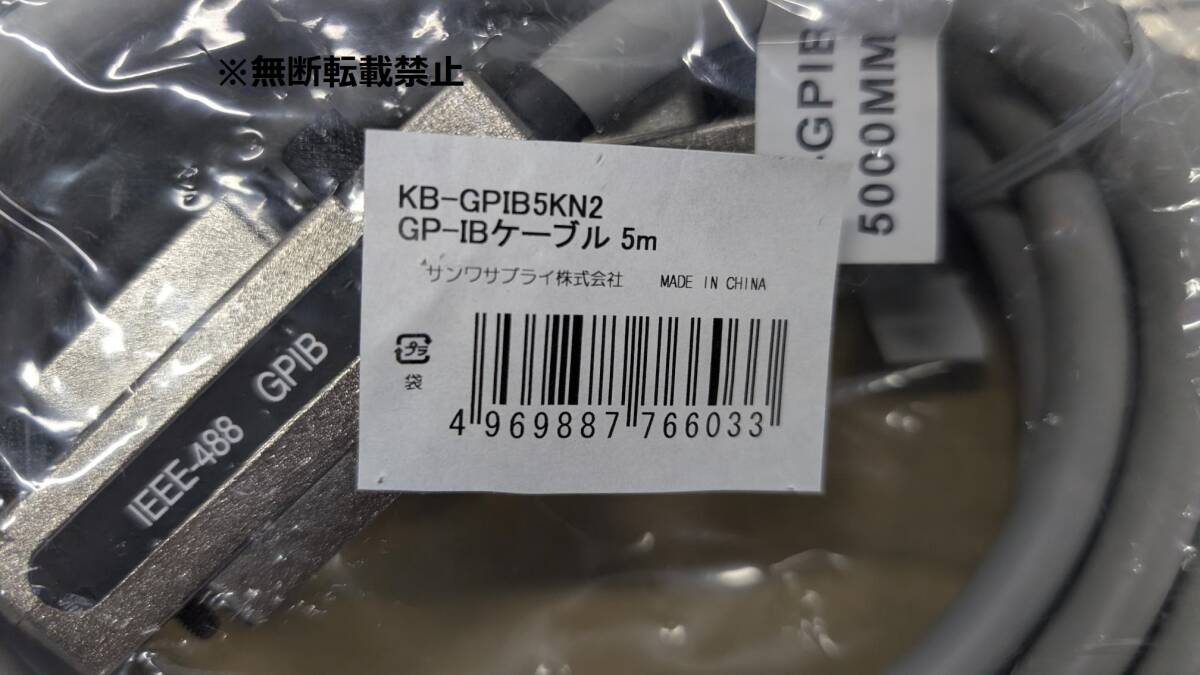 ※無断転載禁止
-GPIB
5000MM
KB-GPIB5KN2
GP-IBケーブル 5m
サンワサプライ株式会社 MADE IN CHINA
プラ
袋
4 969887 766033
IEEE-488 GPIB